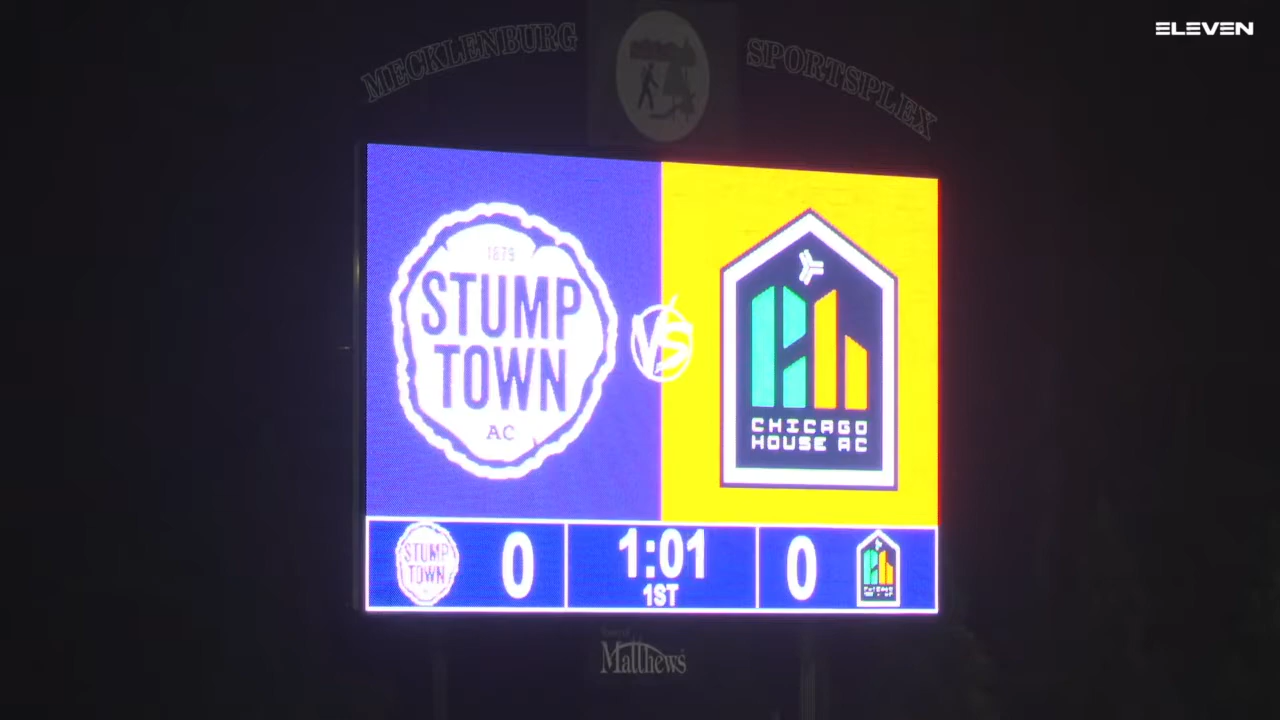 ELEVEN
MECKLENBURG SPORTSPLEX
1879
STUMP
TOWN
AC
VS
CHICAGO
HOUSE AC
STUMP
TOWN
0
1:01
1ST
0
Matthews